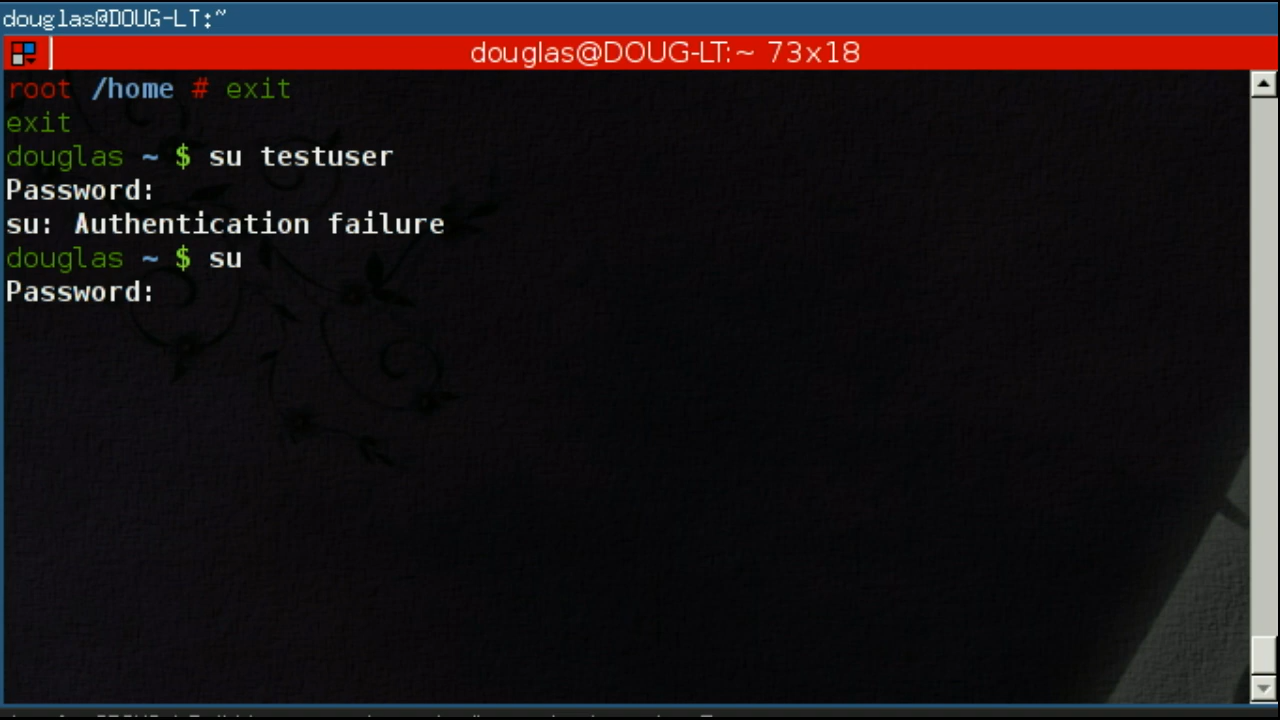 douglas@DOUG-LT:~
douglas@DOUG-LT:~ 73x18
root /home # exit
exit
douglas ~ $ su testuser
Password:
su: Authentication failure
douglas ~ $ su
Password: